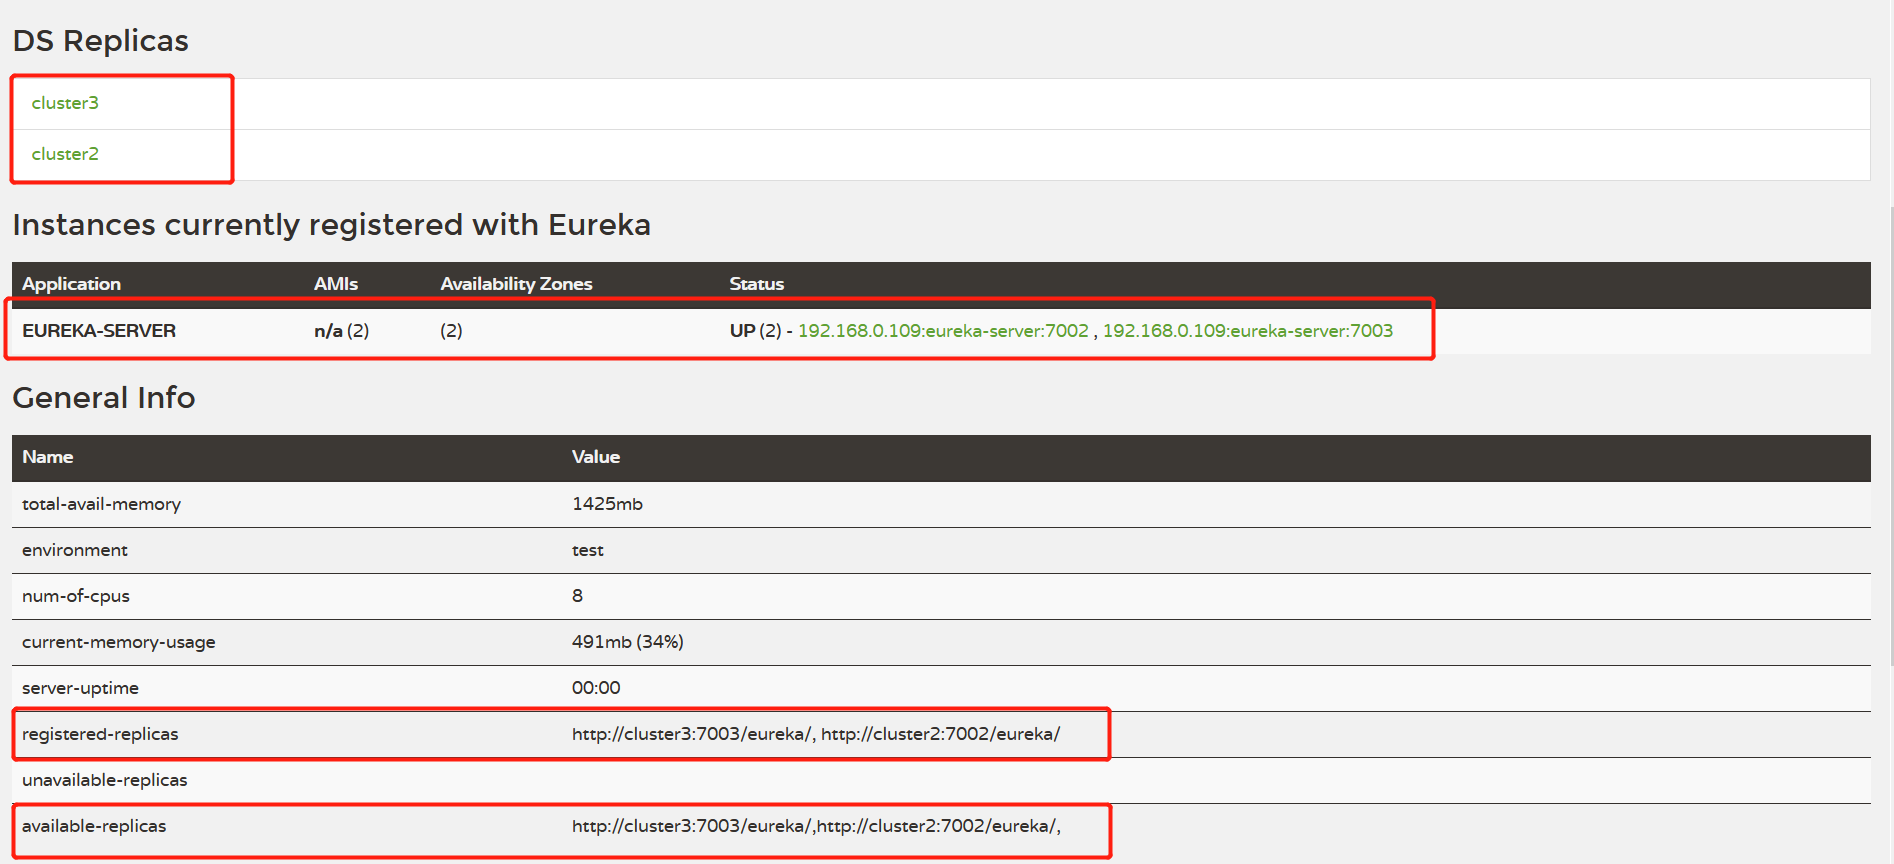 DS Replicas
cluster3
cluster2
Instances currently registered with Eureka
Application AMIs Availability Zones Status
EUREKA-SERVER n/a (2) (2) UP (2) - 192.168.0.109:eureka-server:7002 , 192.168.0.109:eureka-server:7003
General Info
Name Value
total-avail-memory 1425mb
environment test
num-of-cpus 8
current-memory-usage 491mb (34%)
server-uptime 00:00
registered-replicas http://cluster3:7003/eureka/, http://cluster2:7002/eureka/
unavailable-replicas
available-replicas http://cluster3:7003/eureka/,http://cluster2:7002/eureka/,